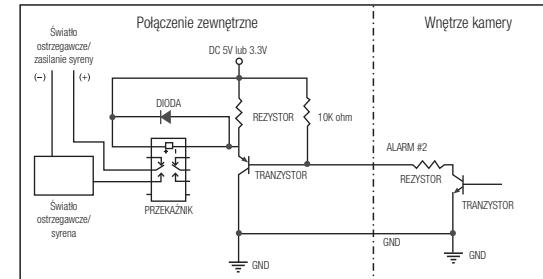 Połączenie zewnętrzne
Wnętrze kamery
Światło
ostrzegawcze/
zasilanie syreny
(–)
(+)
DC 5V lub 3.3V
DIODA
REZYSTOR
10K ohm
+
–
TRANZYSTOR
PRZEKAŹNIK
ALARM #2
REZYSTOR
TRANZYSTOR
Światło
ostrzegawcze/
syrena
GND
GND
GND